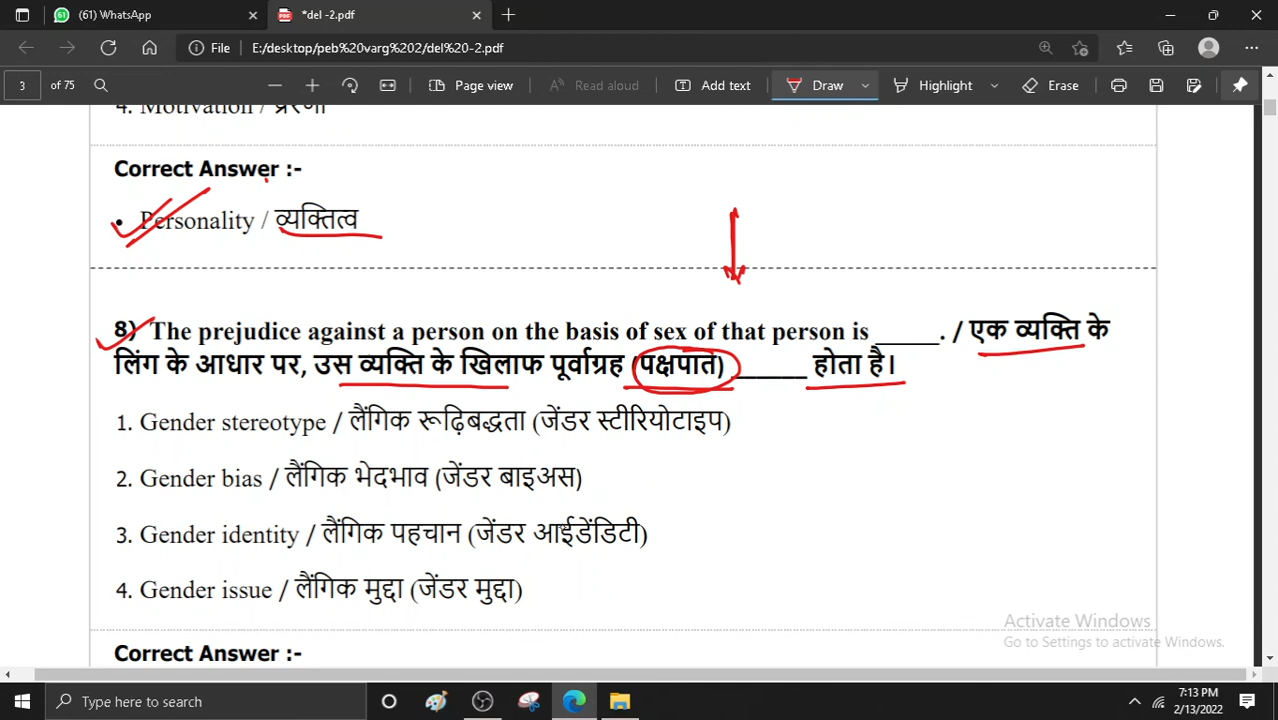 (61) WhatsApp
*del -2.pdf
File
E:/desktop/peb%20varg%202/del%20-2.pdf
3 of 75
Page view
Read aloud
Add text
Draw
Highlight
Erase
4. Motivation / प्रेरणा
Correct Answer :-
• Personality / व्यक्तित्व
8) The prejudice against a person on the basis of sex of that person is _____. / एक व्यक्ति के
लिंग के आधार पर, उस व्यक्ति के खिलाफ पूर्वाग्रह (पक्षपात) ______ होता है।
1. Gender stereotype / लैंगिक रूढ़िबद्धता (जेंडर स्टीरियोटाइप)
2. Gender bias / लैंगिक भेदभाव (जेंडर बाइअस)
3. Gender identity / लैंगिक पहचान (जेंडर आईडेंडिटी)
4. Gender issue / लैंगिक मुद्दा (जेंडर मुद्दा)
Correct Answer :-
Activate Windows
Go to Settings to activate Windows.
Type here to search
7:13 PM
2/13/2022